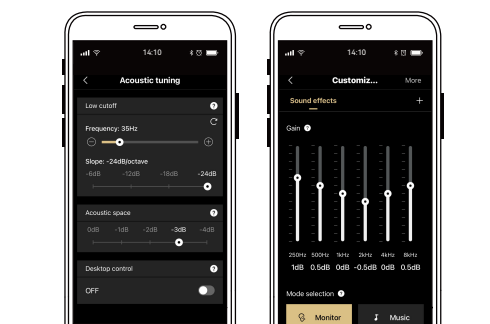 14:10
Acoustic tuning
Low cutoff
Frequency: 35Hz
Slope: -24dB/octave
-6dB -12dB -18dB -24dB
Acoustic space
0dB -1dB -2dB -3dB -4dB
Desktop control
OFF
14:10
Customiz... More
Sound effects
Gain
250Hz 500Hz 1kHz 2kHz 4kHz 8kHz
1dB 0.5dB 0dB -0.5dB 0dB 0.5dB
Mode selection
Monitor Music